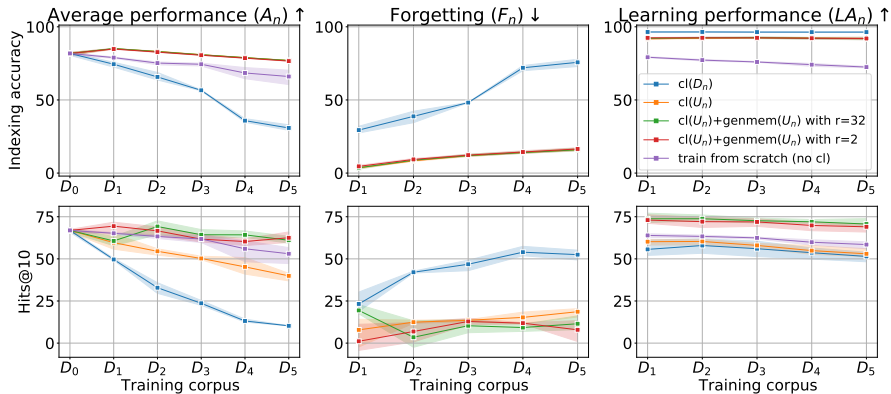 Average performance (Aₙ) ↑
Forgetting (Fₙ) ↓
Learning performance (LAₙ) ↑
Indexing accuracy
100
50
0
D₀ D₁ D₂ D₃ D₄ D₅
100
50
0
D₁ D₂ D₃ D₄ D₅
100
50
0
D₁ D₂ D₃ D₄ D₅
cl(Dₙ)
cl(Uₙ)
cl(Uₙ)+genmem(Uₙ) with r=32
cl(Uₙ)+genmem(Uₙ) with r=2
train from scratch (no cl)
Hits@10
75
50
25
0
D₀ D₁ D₂ D₃ D₄ D₅
Training corpus
75
50
25
0
D₁ D₂ D₃ D₄ D₅
Training corpus
75
50
25
0
D₁ D₂ D₃ D₄ D₅
Training corpus